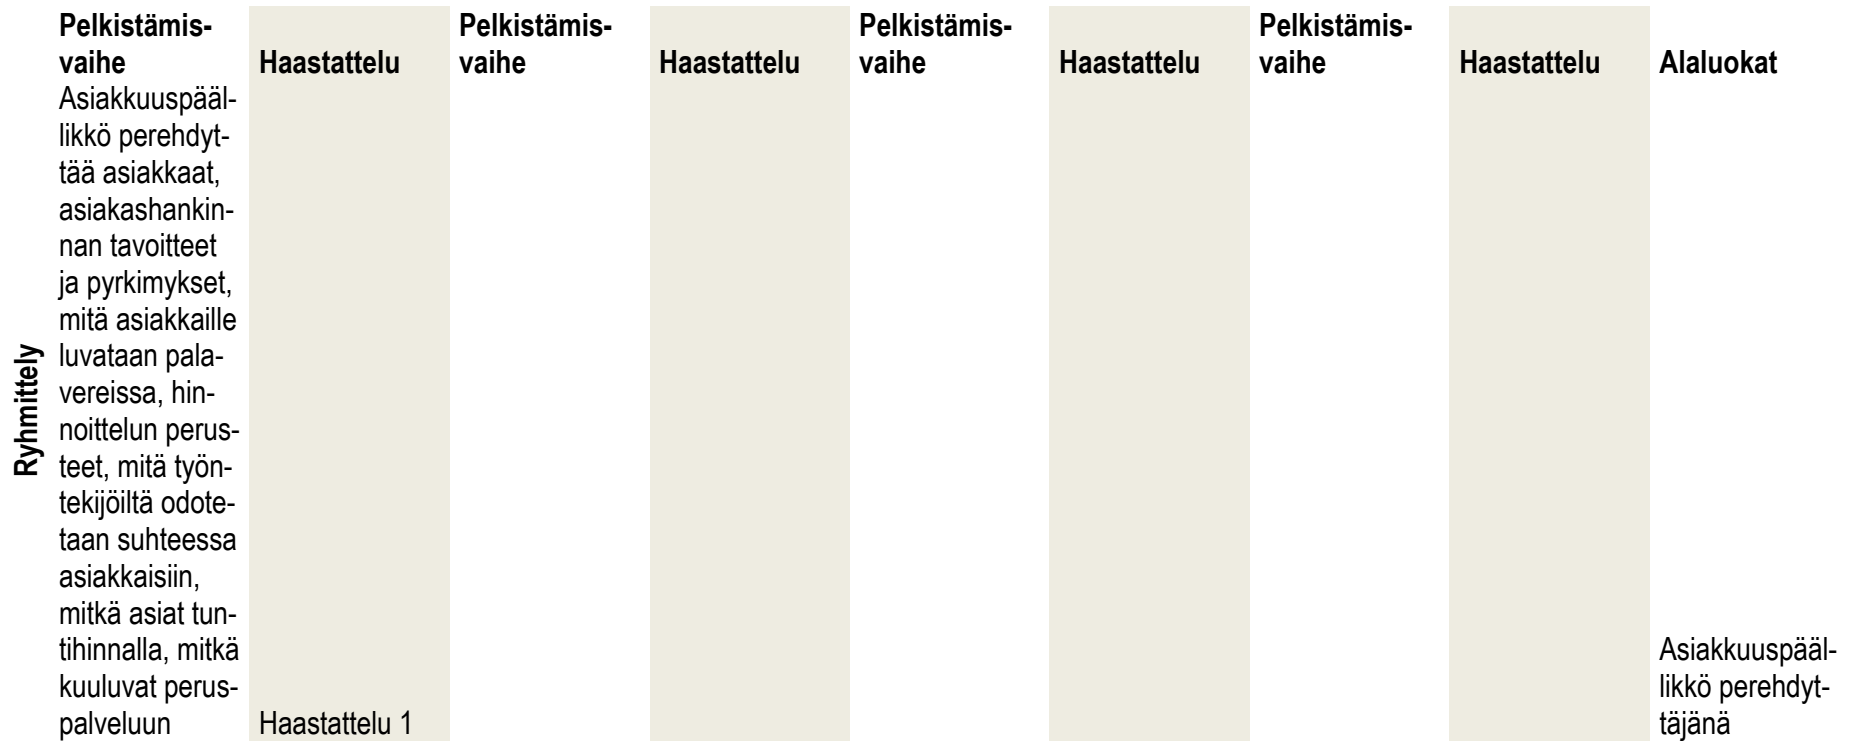 Pelkistämis-
vaihe
Haastattelu
Pelkistämis-
vaihe
Haastattelu
Pelkistämis-
vaihe
Haastattelu
Pelkistämis-
vaihe
Haastattelu
Alaluokat
Ryhmittely
Asiakkuuspääl-
likkö perehdyt-
tää asiakkaat,
asiakashankin-
nan tavoitteet
ja pyrkimykset,
mitä asiakkaille
luvataan pala-
vereissa, hin-
noittelun perus-
teet, mitä työn-
tekijöiltä odote-
taan suhteessa
asiakkaisiin,
mitkä asiat tun-
tihinnalla, mitkä
kuuluvat perus-
palveluun
Haastattelu 1
Asiakkuuspääl-
likkö perehdyt-
täjänä